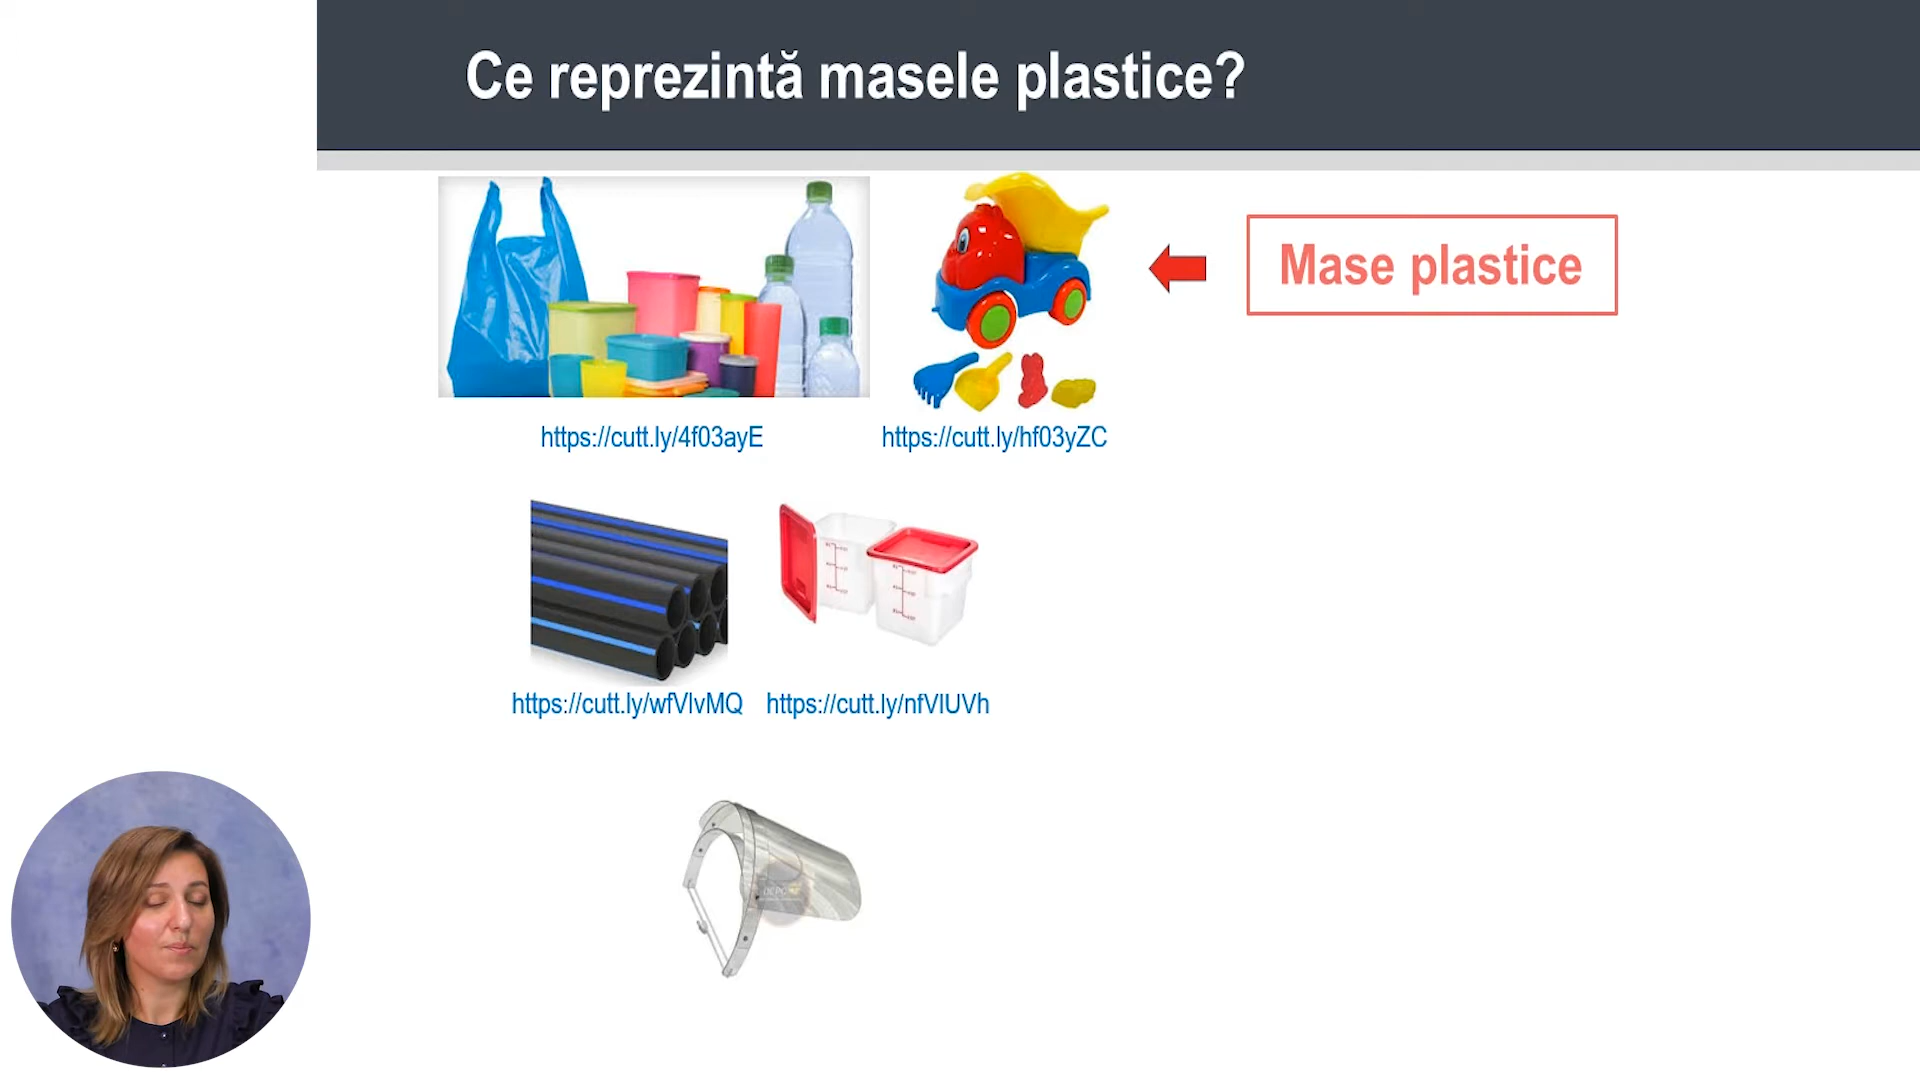 Ce reprezintă masele plastice?
Mase plastice
https://cutt.ly/4f03ayE
https://cutt.ly/hf03yZC
https://cutt.ly/wfVlvMQ
https://cutt.ly/nfVlUVh